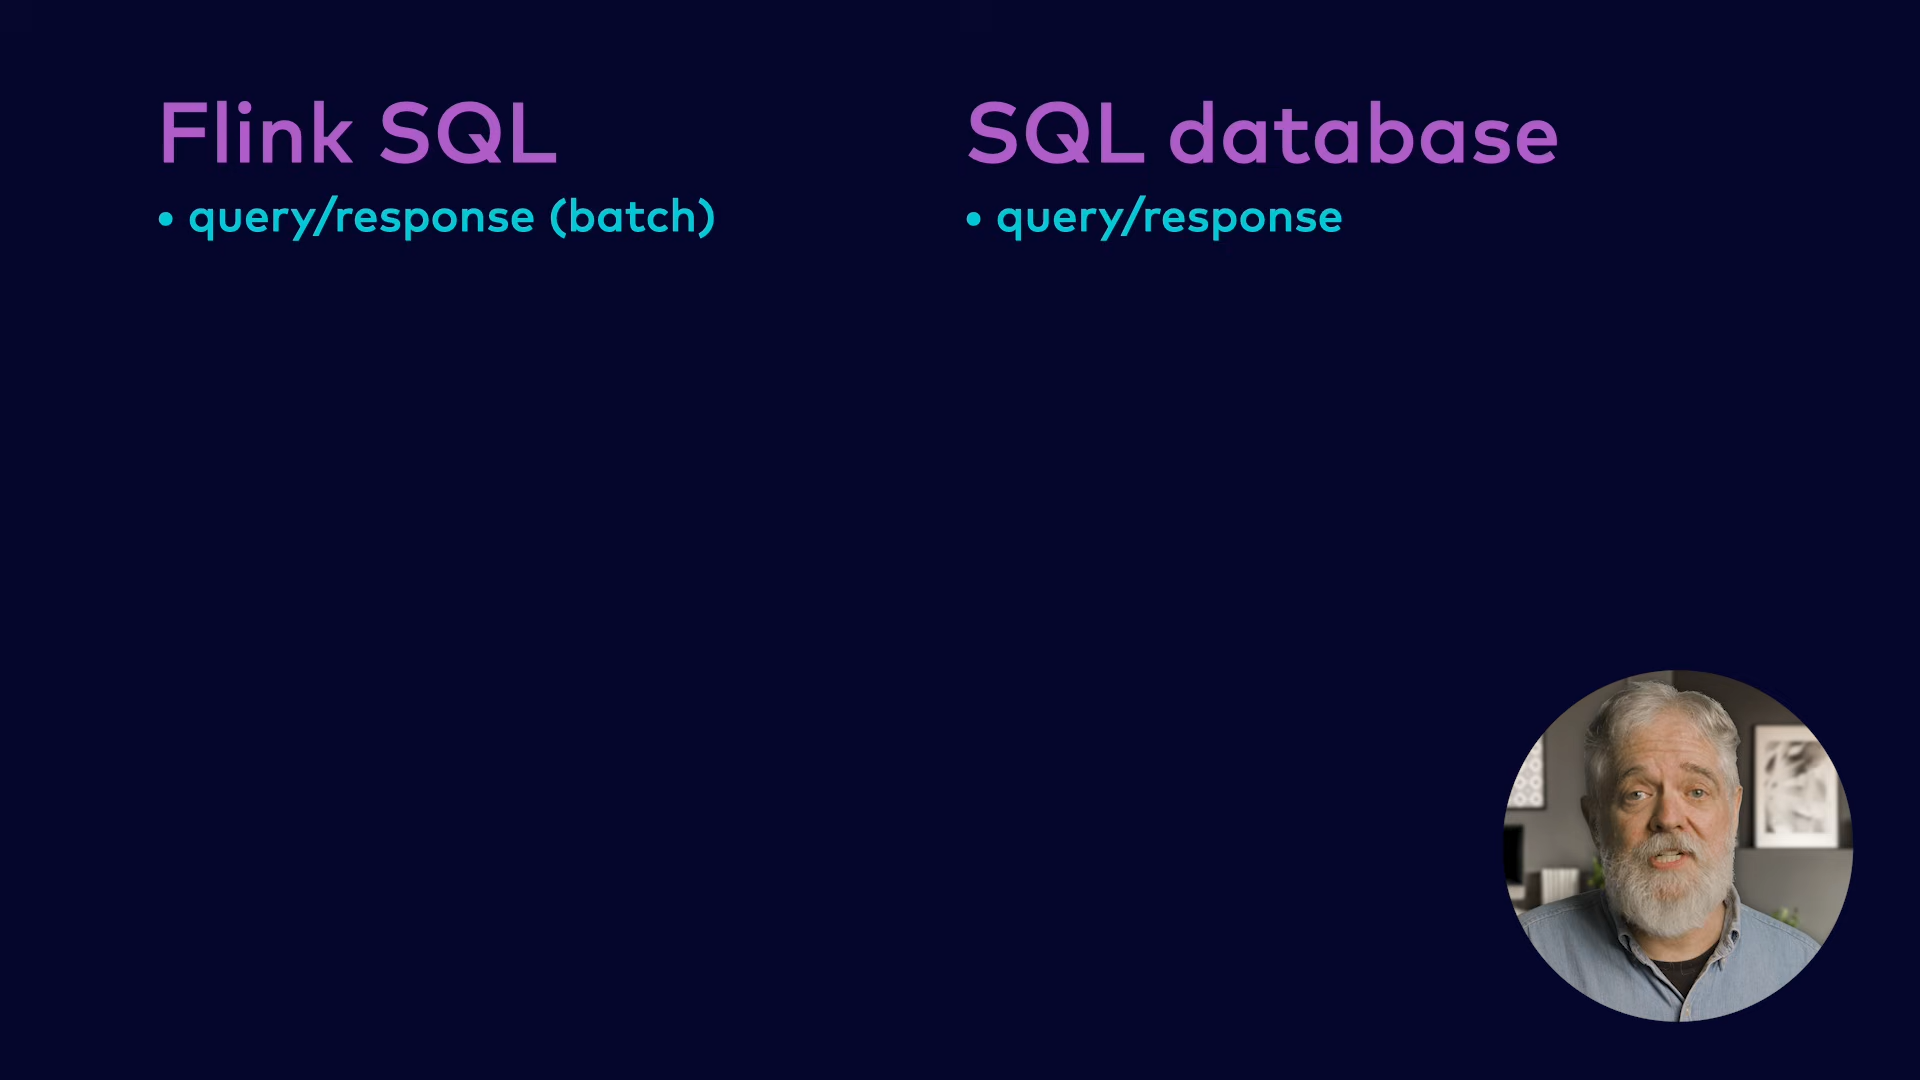 Flink SQL
• query/response (batch)
SQL database
• query/response